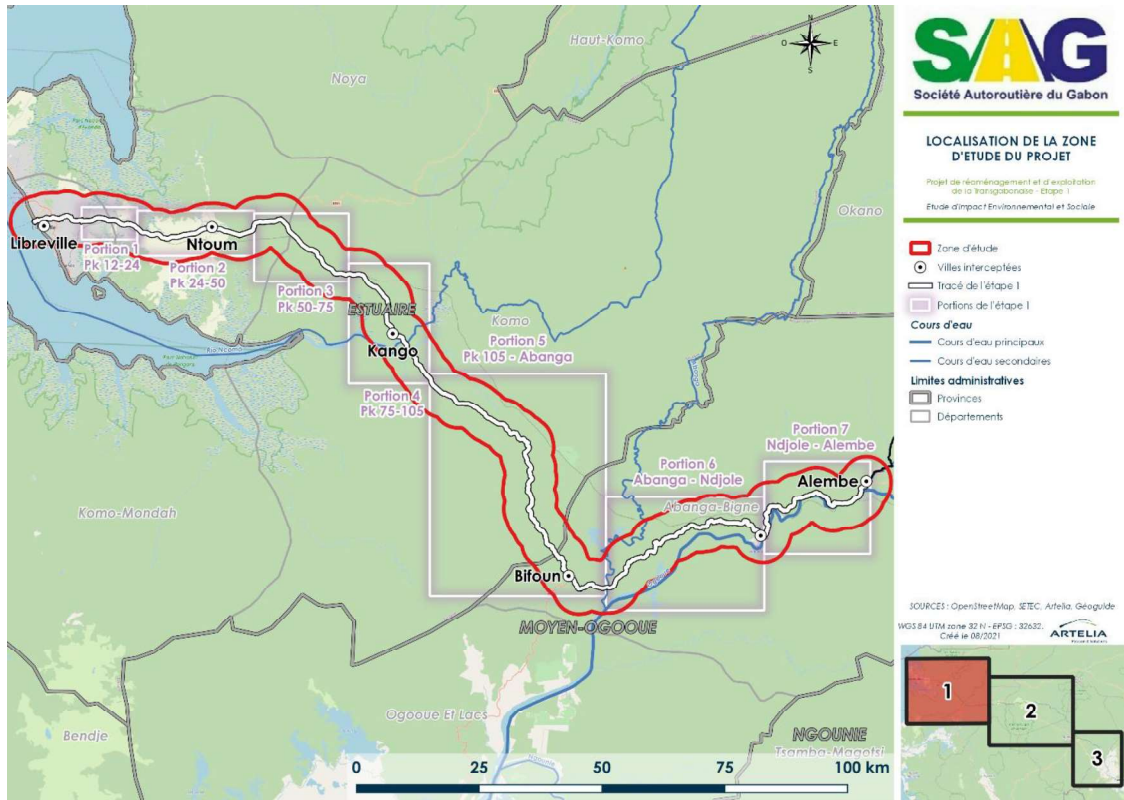 Haut-Komo
N
O
E
S
Noya
Okano
Libreville
Ntoum
Portion 1
Pk 12-24
Portion 2
Pk 24-50
Portion 3
Pk 50-75
ESTUAIRE
Komo
Portion 5
Pk 105 - Abanga
Kango
Portion 4
Pk 75-105
Portion 7
Ndjole - Alembe
Portion 6
Abanga - Ndjole
Alembe
Abanga-Bigne
Komo-Mondah
Bifoun
Ogooué
MOYEN-OGOOUE
Ogooue Et Lacs
Bendje
NGOUNIE
Tsamba-Magotsi
Ngounie
0
25
50
75
100 km
SAG
Société Autoroutière du Gabon
LOCALISATION DE LA ZONE
D'ETUDE DU PROJET
Projet de réaménagement et d'exploitation
de la Transgabonaise - Etape 1
Etude d'Impact Environnemental et Sociale
Zone d'étude
Villes interceptées
Tracé de l'étape 1
Portions de l'étape 1
Cours d'eau
Cours d'eau principaux
Cours d'eau secondaires
Limites administratives
Provinces
Départements
SOURCES : OpenStreetMap, SETEC, Artelia, Géoguide
WGS 84 UTM zone 32 N - EPSG : 32632,
Créé le 08/2021
ARTELIA
1
2
3